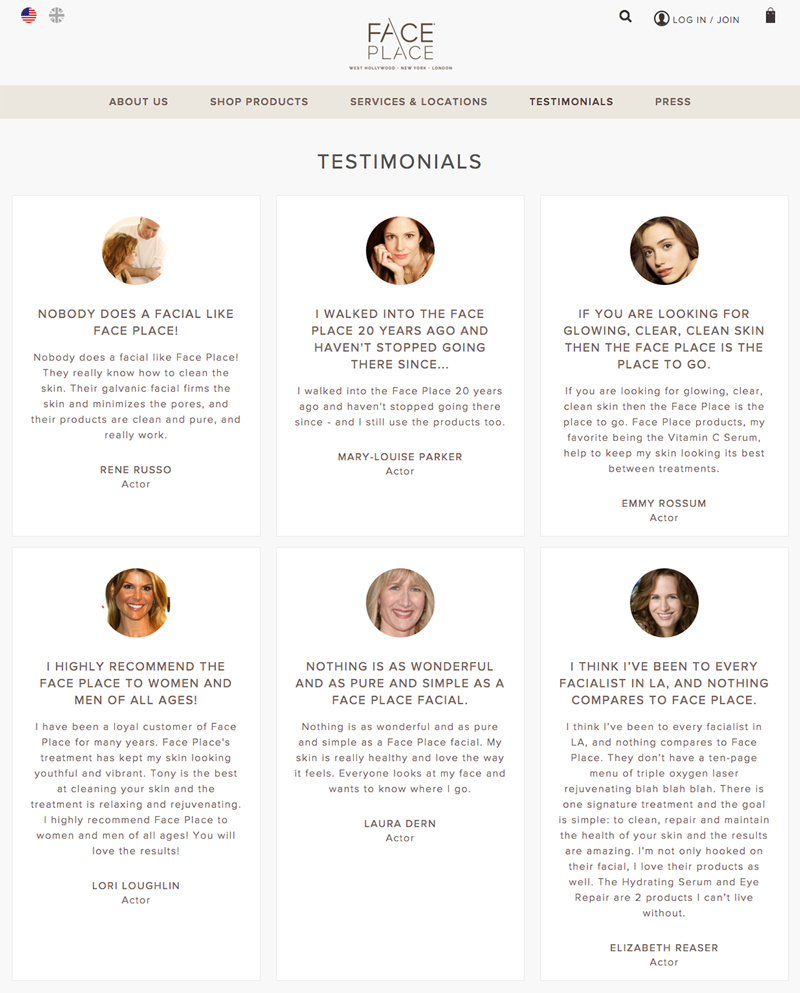 FACE
PLACE
WEST HOLLYWOOD • NEW YORK • LONDON
LOG IN / JOIN
ABOUT US
SHOP PRODUCTS
SERVICES & LOCATIONS
TESTIMONIALS
PRESS
TESTIMONIALS
NOBODY DOES A FACIAL LIKE
FACE PLACE!
Nobody does a facial like Face Place!
They really know how to clean the
skin. Their galvanic facial firms the
skin and minimizes the pores, and
their products are clean and pure, and
really work.
RENE RUSSO
Actor
I WALKED INTO THE FACE
PLACE 20 YEARS AGO AND
HAVEN'T STOPPED GOING
THERE SINCE...
I walked into the Face Place 20 years
ago and haven't stopped going there
since - and I still use the products too.
MARY-LOUISE PARKER
Actor
IF YOU ARE LOOKING FOR
GLOWING, CLEAR, CLEAN SKIN
THEN THE FACE PLACE IS THE
PLACE TO GO.
If you are looking for glowing, clear,
clean skin then the Face Place is the
place to go. Face Place products, my
favorite being the Vitamin C Serum,
help to keep my skin looking its best
between treatments.
EMMY ROSSUM
Actor
I HIGHLY RECOMMEND THE
FACE PLACE TO WOMEN AND
MEN OF ALL AGES!
I have been a loyal customer of Face
Place for many years. Face Place's
treatment has kept my skin looking
youthful and vibrant. Tony is the best
at cleaning your skin and the
treatment is relaxing and rejuvenating.
I highly recommend Face Place to
women and men of all ages! You will
love the results!
LORI LOUGHLIN
Actor
NOTHING IS AS WONDERFUL
AND AS PURE AND SIMPLE AS A
FACE PLACE FACIAL.
Nothing is as wonderful and as pure
and simple as a Face Place facial. My
skin is really healthy and love the way
it feels. Everyone looks at my face and
wants to know where I go.
LAURA DERN
Actor
I THINK I'VE BEEN TO EVERY
FACIALIST IN LA, AND NOTHING
COMPARES TO FACE PLACE.
I think I've been to every facialist in
LA, and nothing compares to Face
Place. They don't have a ten-page
menu of triple oxygen laser
rejuvenating blah blah blah. There is
one signature treatment and the goal
is simple: to clean, repair and maintain
the health of your skin and the results
are amazing. I'm not only hooked on
their facial, I love their products as
well. The Hydrating Serum and Eye
Repair are 2 products I can't live
without.
ELIZABETH REASER
Actor